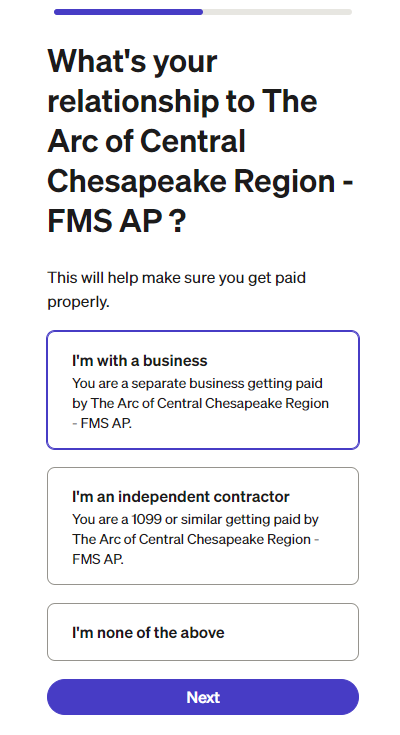 What's your
relationship to The
Arc of Central
Chesapeake Region -
FMS AP ?
This will help make sure you get paid
properly.
I'm with a business
You are a separate business getting paid
by The Arc of Central Chesapeake Region
- FMS AP.
I'm an independent contractor
You are a 1099 or similar getting paid by
The Arc of Central Chesapeake Region -
FMS AP.
I'm none of the above
Next